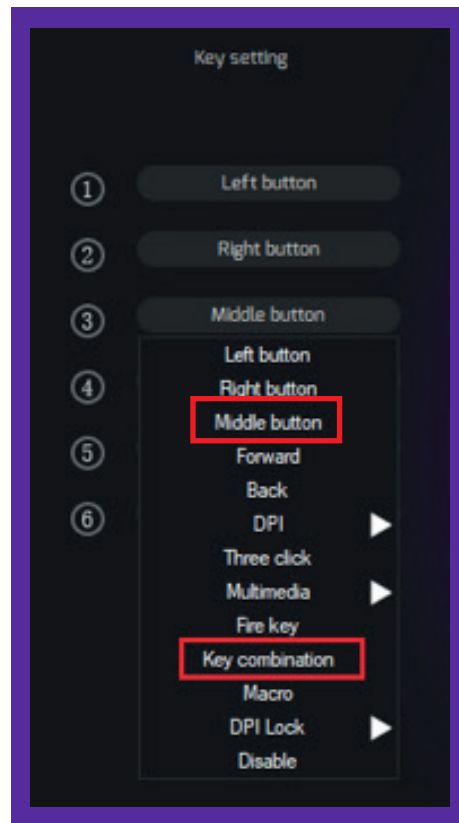 Key setting
① Left button
② Right button
③ Middle button
Left button
④ Right button
Middle button
⑤ Forward
Back
⑥ DPI
Three click
Multimedia
Fire key
Key combination
Macro
DPI Lock
Disable